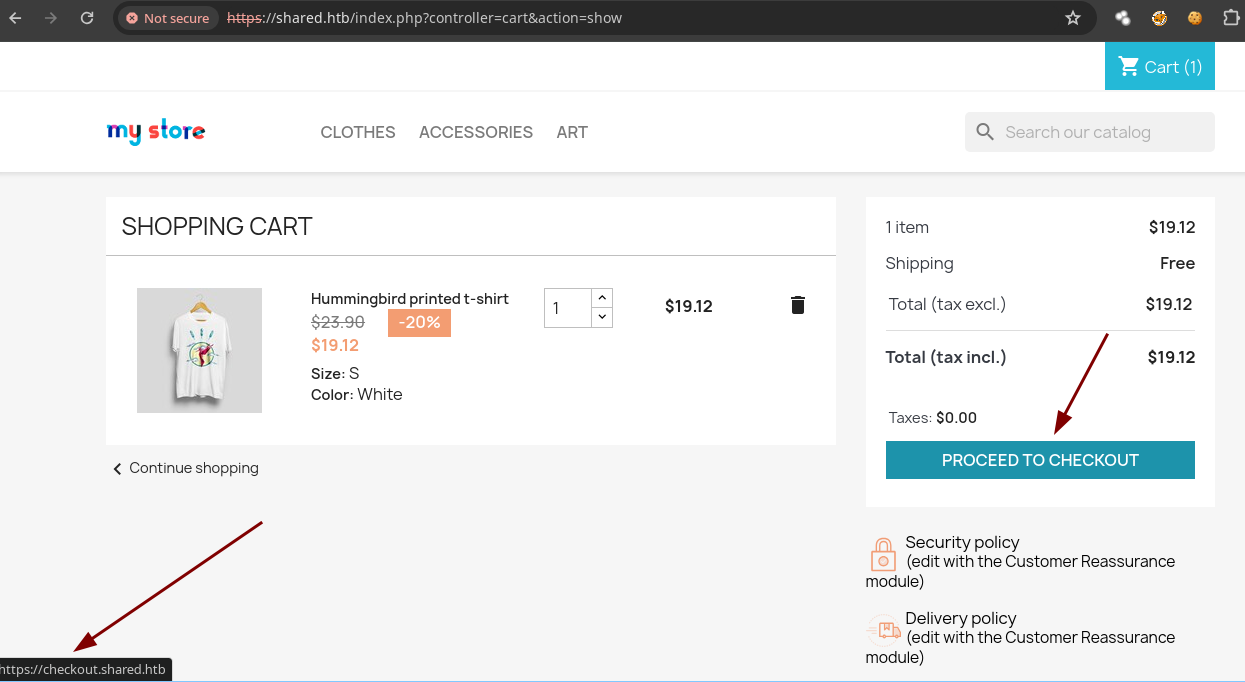 Not secure https://shared.htb/index.php?controller=cart&action=show
Cart (1)
my store CLOTHES ACCESSORIES ART Search our catalog
SHOPPING CART
Hummingbird printed t-shirt
$23.90 -20%
$19.12
Size: S
Color: White
1
$19.12
Continue shopping
1 item $19.12
Shipping Free
Total (tax excl.) $19.12
Total (tax incl.) $19.12
Taxes: $0.00
PROCEED TO CHECKOUT
Security policy
(edit with the Customer Reassurance
module)
Delivery policy
(edit with the Customer Reassurance
module)
https://checkout.shared.htb